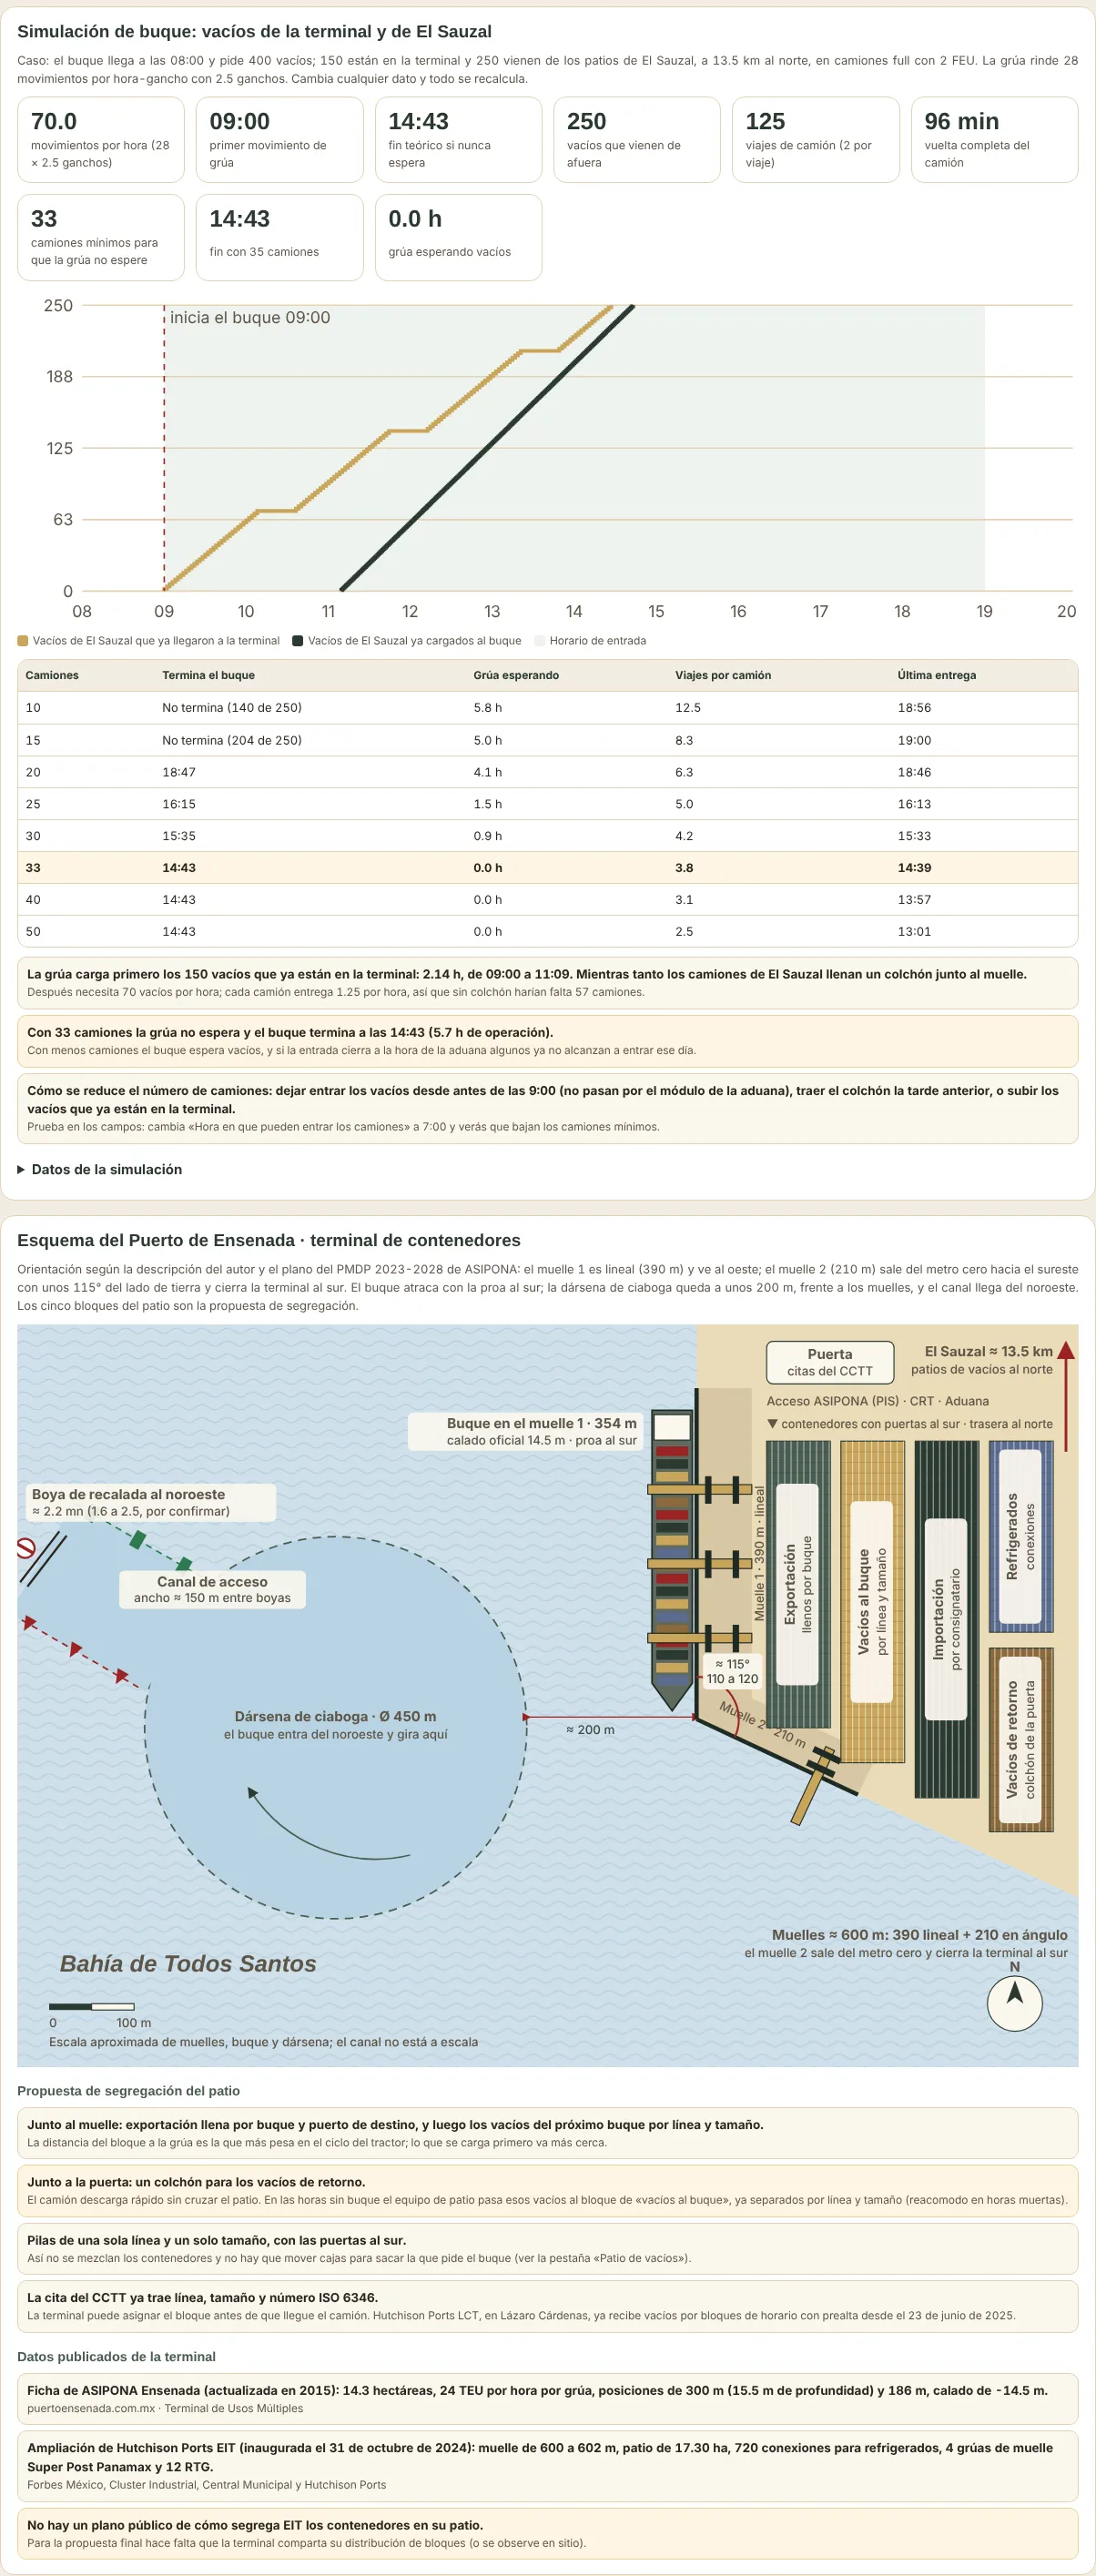 Simulación de buque: vacíos de la terminal y de El Sauzal
Caso: el buque llega a las 08:00 y pide 400 vacíos; 150 están en la terminal y 250 vienen de los patios de El Sauzal, a 13.5 km al norte, en camiones full con 2 FEU. La grúa rinde 28
movimientos por hora-gancho con 2.5 ganchos. Cambia cualquier dato y todo se recalcula.
70.0
movimientos por hora (28
× 2.5 ganchos)
09:00
primer movimiento de
grúa
14:43
fin teórico si nunca
espera
250
vacíos que vienen de
afuera
125
viajes de camión (2 por
viaje)
96 min
vuelta completa del
camión
33
camiones mínimos para
que la grúa no espere
14:43
fin con 35 camiones
0.0 h
grúa esperando vacíos
250
inicia el buque 09:00
188
125
63
0
08 09 10 11 12 13 14 15 16 17 18 19 20
Vacíos de El Sauzal que ya llegaron a la terminal Vacíos de El Sauzal ya cargados al buque Horario de entrada
Camiones Termina el buque Grúa esperando Viajes por camión Última entrega
10 No termina (140 de 250) 5.8 h 12.5 18:56
15 No termina (204 de 250) 5.0 h 8.3 19:00
20 18:47 4.1 h 6.3 18:46
25 16:15 1.5 h 5.0 16:13
30 15:35 0.9 h 4.2 15:33
33 14:43 0.0 h 3.8 14:39
40 14:43 0.0 h 3.1 13:57
50 14:43 0.0 h 2.5 13:01
La grúa carga primero los 150 vacíos que ya están en la terminal: 2.14 h, de 09:00 a 11:09. Mientras tanto los camiones de El Sauzal llenan un colchón junto al muelle.
Después necesita 70 vacíos por hora; cada camión entrega 1.25 por hora, así que sin colchón harían falta 57 camiones.
Con 33 camiones la grúa no espera y el buque termina a las 14:43 (5.7 h de operación).
Con menos camiones el buque espera vacíos, y si la entrada cierra a la hora de la aduana algunos ya no alcanzan a entrar ese día.
Cómo se reduce el número de camiones: dejar entrar los vacíos desde antes de las 9:00 (no pasan por el módulo de la aduana), traer el colchón la tarde anterior, o subir los
vacíos que ya están en la terminal.
Prueba en los campos: cambia «Hora en que pueden entrar los camiones» a 7:00 y verás que bajan los camiones mínimos.
▶ Datos de la simulación
Esquema del Puerto de Ensenada · terminal de contenedores
Orientación según la descripción del autor y el plano del PMDP 2023-2028 de ASIPONA: el muelle 1 es lineal (390 m) y ve al oeste; el muelle 2 (210 m) sale del metro cero hacia el sureste
con unos 115° del lado de tierra y cierra la terminal al sur. El buque atraca con la proa al sur; la dársena de ciaboga queda a unos 200 m, frente a los muelles, y el canal llega del noroeste.
Los cinco bloques del patio son la propuesta de segregación.
Puerta
citas del CCTT
El Sauzal ≈ 13.5 km
patios de vacíos al norte
Acceso ASIPONA (PIS) · CRT · Aduana
▼ contenedores con puertas al sur · trasera al norte
Buque en el muelle 1 · 354 m
calado oficial 14.5 m · proa al sur
Boya de recalada al noroeste
≈ 2.2 mn (1.6 a 2.5, por confirmar)
Canal de acceso
ancho ≈ 150 m entre boyas
Muelle 1 · 390 m · lineal
Exportación
llenos por buque
Vacíos al buque
por línea y tamaño
Importación
por consignatario
Refrigerados
conexiones
Vacíos de retorno
colchón de la puerta
≈ 115°
110 a 120
Muelle 2 · 210 m
Dársena de ciaboga · Ø 450 m
el buque entra del noroeste y gira aquí
≈ 200 m
Muelles ≈ 600 m: 390 lineal + 210 en ángulo
el muelle 2 sale del metro cero y cierra la terminal al sur
N
Bahía de Todos Santos
0 100 m
Escala aproximada de muelles, buque y dársena; el canal no está a escala
Propuesta de segregación del patio
Junto al muelle: exportación llena por buque y puerto de destino, y luego los vacíos del próximo buque por línea y tamaño.
La distancia del bloque a la grúa es la que más pesa en el ciclo del tractor; lo que se carga primero va más cerca.
Junto a la puerta: un colchón para los vacíos de retorno.
El camión descarga rápido sin cruzar el patio. En las horas sin buque el equipo de patio pasa esos vacíos al bloque de «vacíos al buque», ya separados por línea y tamaño (reacomodo en horas muertas).
Pilas de una sola línea y un solo tamaño, con las puertas al sur.
Así no se mezclan los contenedores y no hay que mover cajas para sacar la que pide el buque (ver la pestaña «Patio de vacíos»).
La cita del CCTT ya trae línea, tamaño y número ISO 6346.
La terminal puede asignar el bloque antes de que llegue el camión. Hutchison Ports LCT, en Lázaro Cárdenas, ya recibe vacíos por bloques de horario con prealta desde el 23 de junio de 2025.
Datos publicados de la terminal
Ficha de ASIPONA Ensenada (actualizada en 2015): 14.3 hectáreas, 24 TEU por hora por grúa, posiciones de 300 m (15.5 m de profundidad) y 186 m, calado de -14.5 m.
puertoensenada.com.mx · Terminal de Usos Múltiples
Ampliación de Hutchison Ports EIT (inaugurada el 31 de octubre de 2024): muelle de 600 a 602 m, patio de 17.30 ha, 720 conexiones para refrigerados, 4 grúas de muelle
Super Post Panamax y 12 RTG.
Forbes México, Cluster Industrial, Central Municipal y Hutchison Ports
No hay un plano público de cómo segrega EIT los contenedores en su patio.
Para la propuesta final hace falta que la terminal comparta su distribución de bloques (o se observe en sitio).